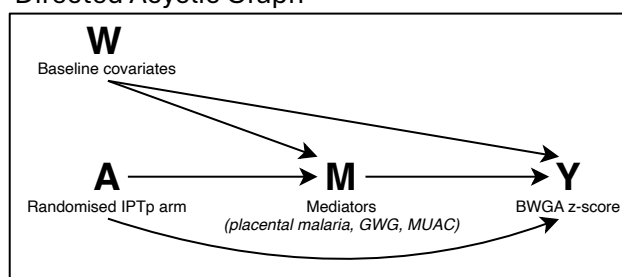 Directed Acyclic Graph
W
Baseline covariates
A
Randomised IPTp arm
M
Mediators
(placental malaria, GWG, MUAC)
Y
BWGA z-score